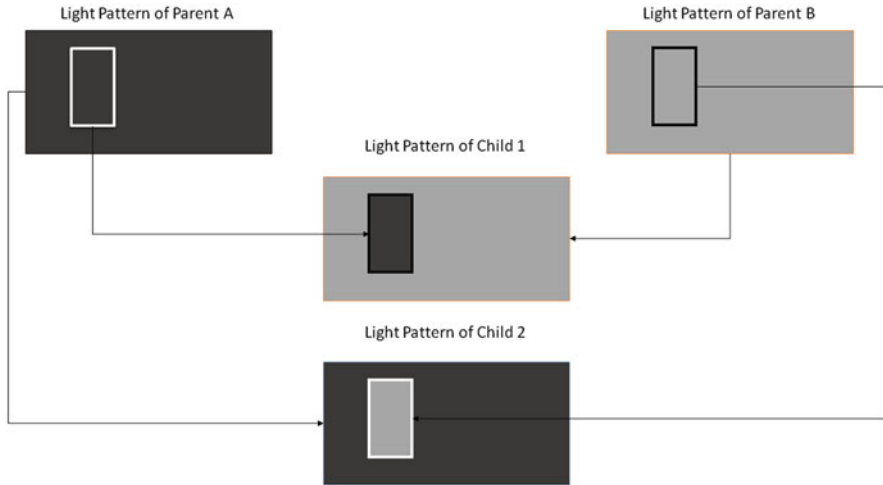 Light Pattern of Parent A
Light Pattern of Parent B
Light Pattern of Child 1
Light Pattern of Child 2